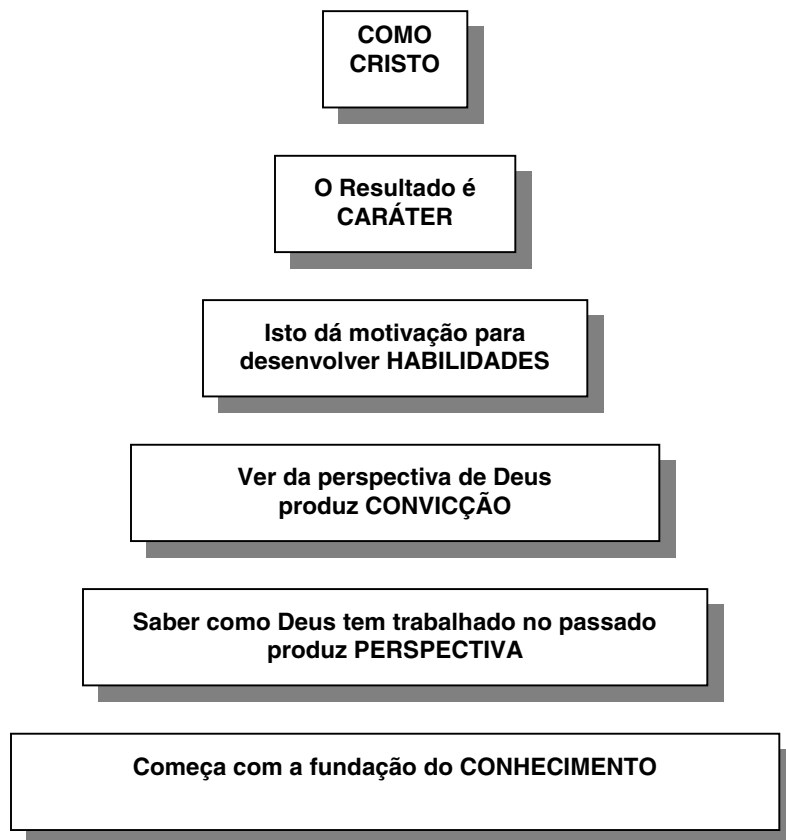 COMO
CRISTO
O Resultado é
CARÁTER
Isto dá motivação para
desenvolver HABILIDADES
Ver da perspectiva de Deus
produz CONVICÇÃO
Saber como Deus tem trabalhado no passado
produz PERSPECTIVA
Começa com a fundação do CONHECIMENTO